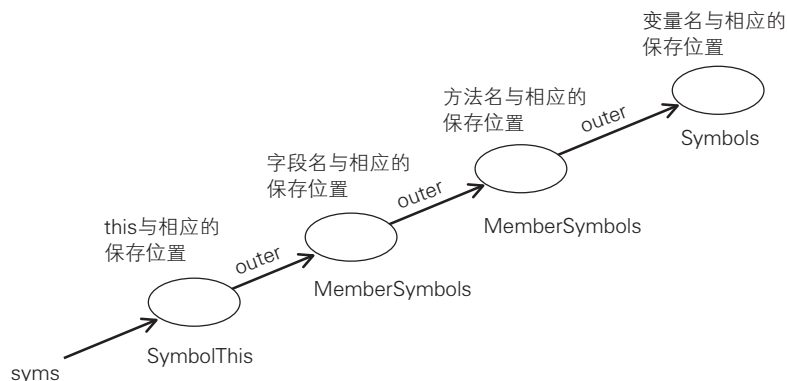 变量名与相应的
保存位置
outer
Symbols
方法名与相应的
保存位置
outer
MemberSymbols
字段名与相应的
保存位置
outer
MemberSymbols
this与相应的
保存位置
SymbolThis
syms